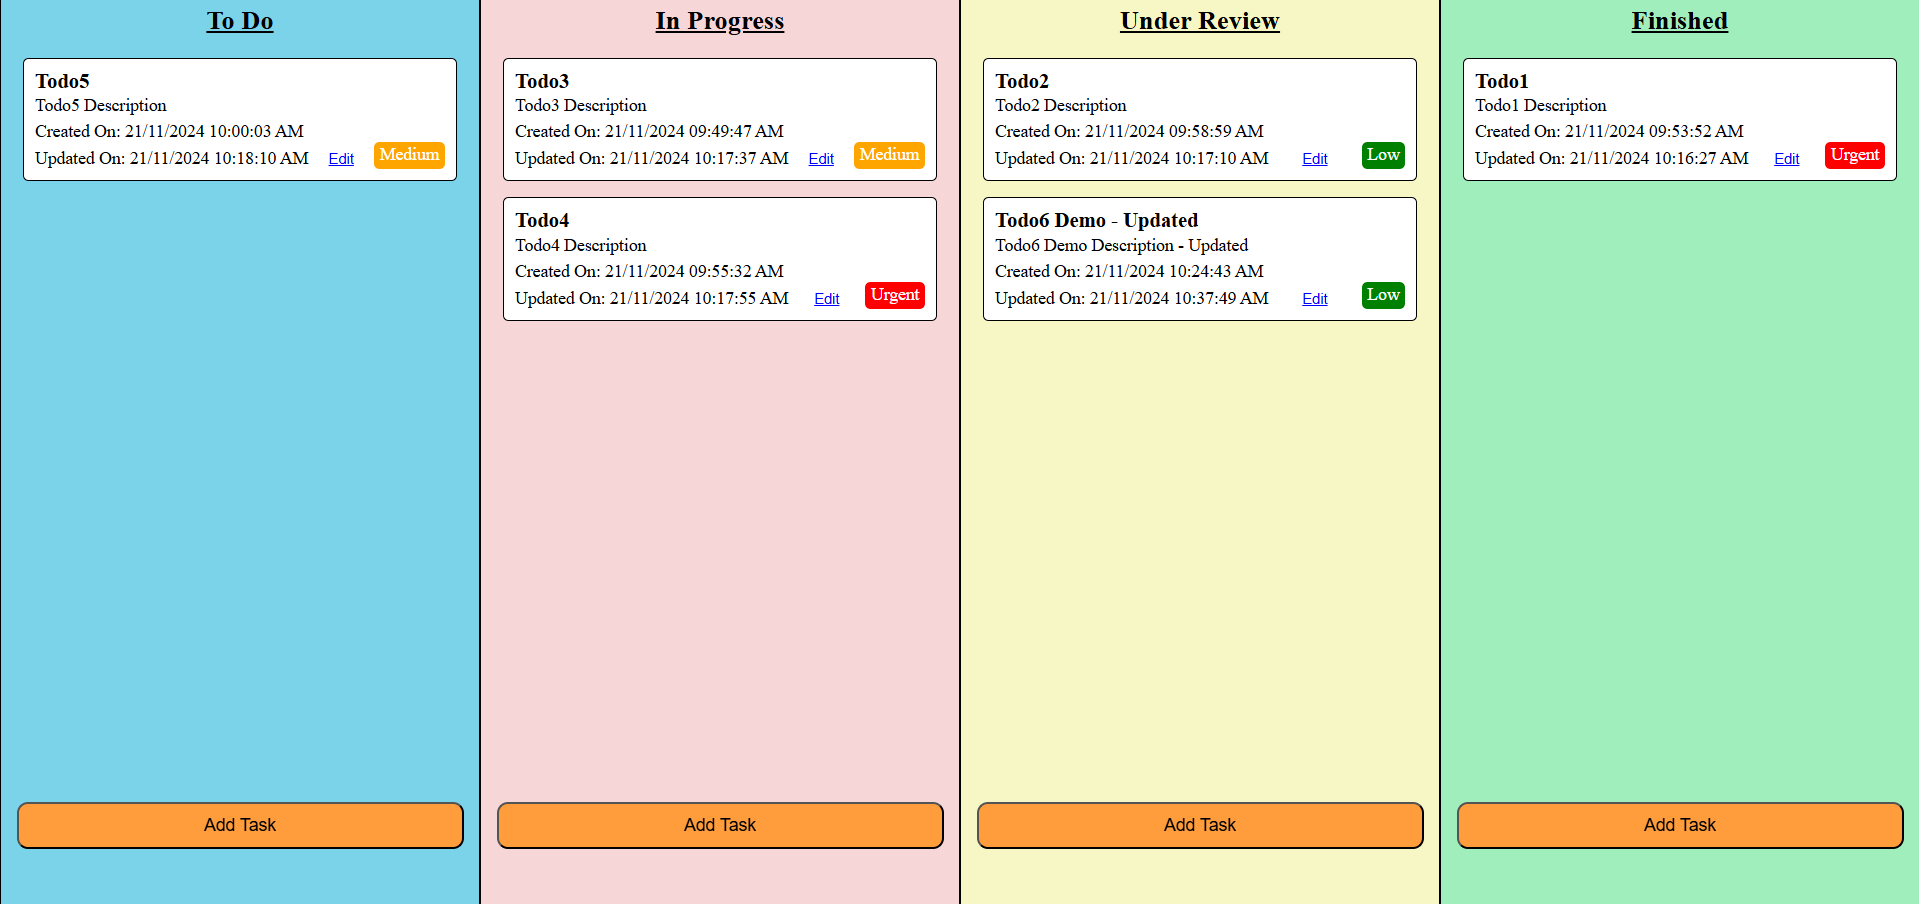 To Do
Todo5
Todo5 Description
Created On: 21/11/2024 10:00:03 AM
Updated On: 21/11/2024 10:18:10 AM Edit Medium
Add Task
In Progress
Todo3
Todo3 Description
Created On: 21/11/2024 09:49:47 AM
Updated On: 21/11/2024 10:17:37 AM Edit Medium
Todo4
Todo4 Description
Created On: 21/11/2024 09:55:32 AM
Updated On: 21/11/2024 10:17:55 AM Edit Urgent
Add Task
Under Review
Todo2
Todo2 Description
Created On: 21/11/2024 09:58:59 AM
Updated On: 21/11/2024 10:17:10 AM Edit Low
Todo6 Demo - Updated
Todo6 Demo Description - Updated
Created On: 21/11/2024 10:24:43 AM
Updated On: 21/11/2024 10:37:49 AM Edit Low
Add Task
Finished
Todo1
Todo1 Description
Created On: 21/11/2024 09:53:52 AM
Updated On: 21/11/2024 10:16:27 AM Edit Urgent
Add Task